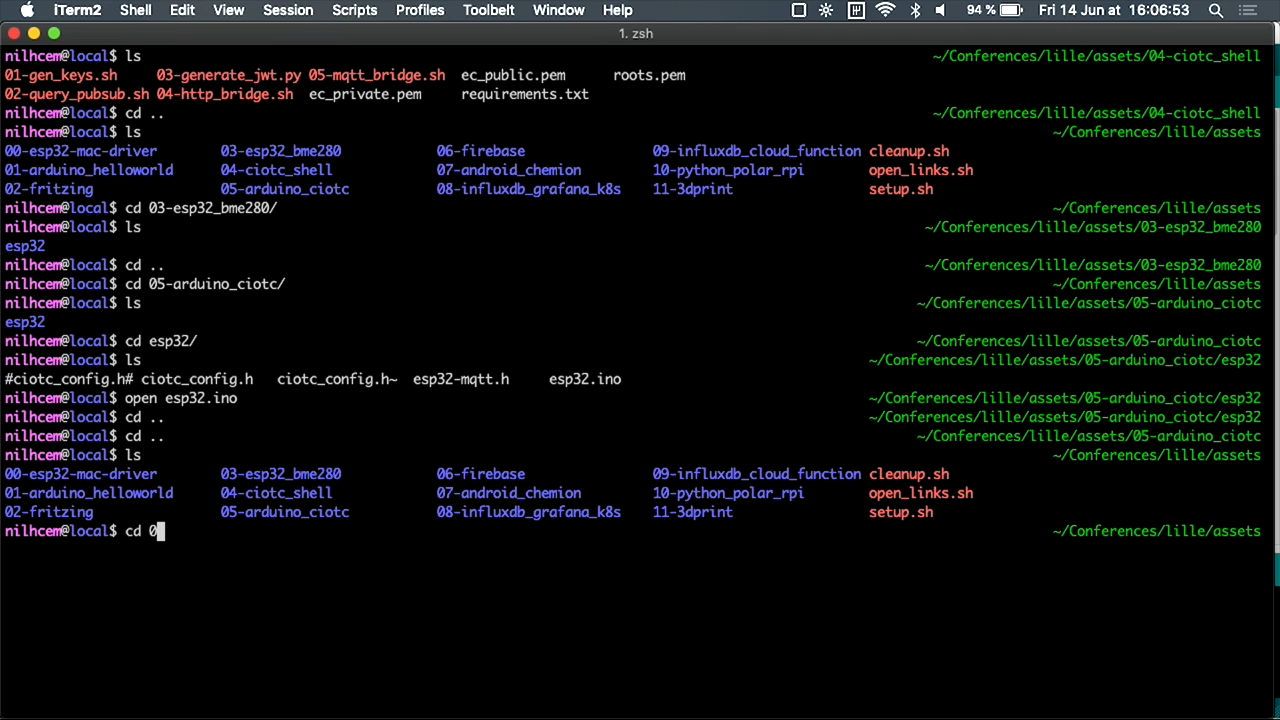 iTerm2 Shell Edit View Session Scripts Profiles Toolbelt Window Help 94 % Fri 14 Jun at 16:06:53
1. zsh
nilhcem@local$ ls ~/Conferences/lille/assets/04-ciotc_shell
01-gen_keys.sh 03-generate_jwt.py 05-mqtt_bridge.sh ec_public.pem roots.pem
02-query_pubsub.sh 04-http_bridge.sh ec_private.pem requirements.txt
nilhcem@local$ cd .. ~/Conferences/lille/assets/04-ciotc_shell
nilhcem@local$ ls ~/Conferences/lille/assets
00-esp32-mac-driver 03-esp32_bme280 06-firebase 09-influxdb_cloud_function cleanup.sh
01-arduino_helloworld 04-ciotc_shell 07-android_chemion 10-python_polar_rpi open_links.sh
02-fritzing 05-arduino_ciotc 08-influxdb_grafana_k8s 11-3dprint setup.sh
nilhcem@local$ cd 03-esp32_bme280/ ~/Conferences/lille/assets
nilhcem@local$ ls ~/Conferences/lille/assets/03-esp32_bme280
esp32
nilhcem@local$ cd .. ~/Conferences/lille/assets/03-esp32_bme280
nilhcem@local$ cd 05-arduino_ciotc/ ~/Conferences/lille/assets
nilhcem@local$ ls ~/Conferences/lille/assets/05-arduino_ciotc
esp32
nilhcem@local$ cd esp32/ ~/Conferences/lille/assets/05-arduino_ciotc
nilhcem@local$ ls ~/Conferences/lille/assets/05-arduino_ciotc/esp32
#ciotc_config.h# ciotc_config.h ciotc_config.h~ esp32-mqtt.h esp32.ino
nilhcem@local$ open esp32.ino ~/Conferences/lille/assets/05-arduino_ciotc/esp32
nilhcem@local$ cd .. ~/Conferences/lille/assets/05-arduino_ciotc/esp32
nilhcem@local$ cd .. ~/Conferences/lille/assets/05-arduino_ciotc
nilhcem@local$ ls ~/Conferences/lille/assets
00-esp32-mac-driver 03-esp32_bme280 06-firebase 09-influxdb_cloud_function cleanup.sh
01-arduino_helloworld 04-ciotc_shell 07-android_chemion 10-python_polar_rpi open_links.sh
02-fritzing 05-arduino_ciotc 08-influxdb_grafana_k8s 11-3dprint setup.sh
nilhcem@local$ cd 0 ~/Conferences/lille/assets